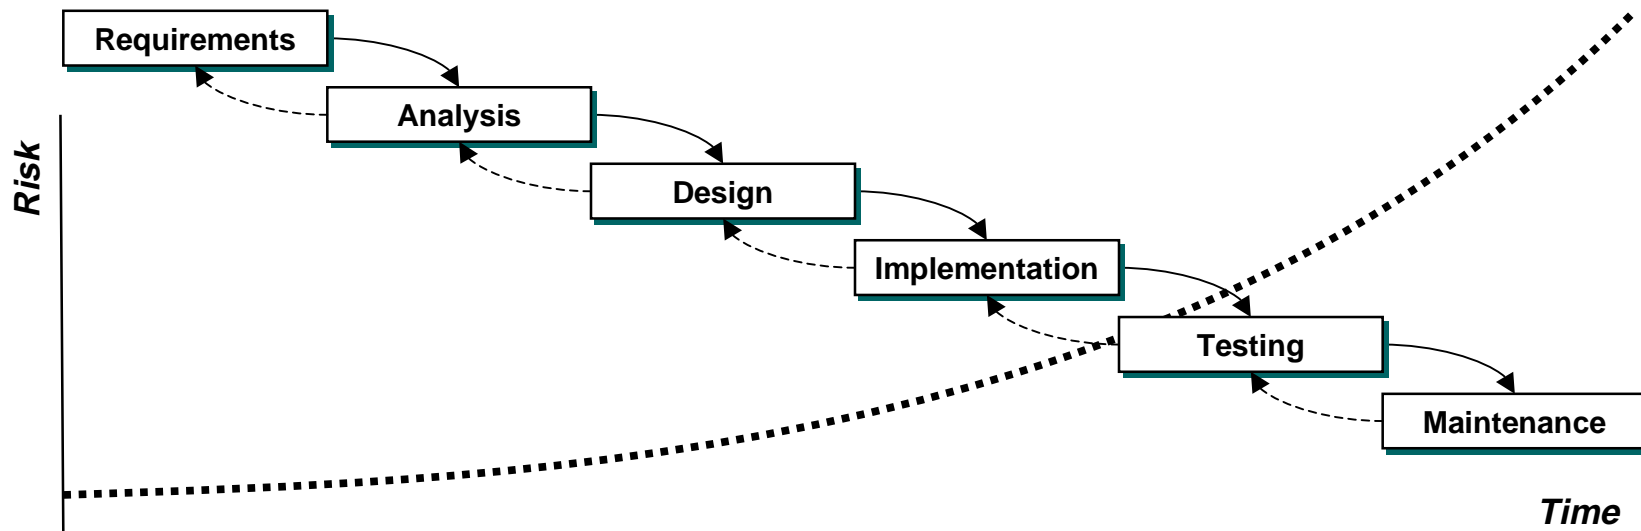 Requirements
Analysis
Risk
Design
Implementation
Testing
Maintenance
Time